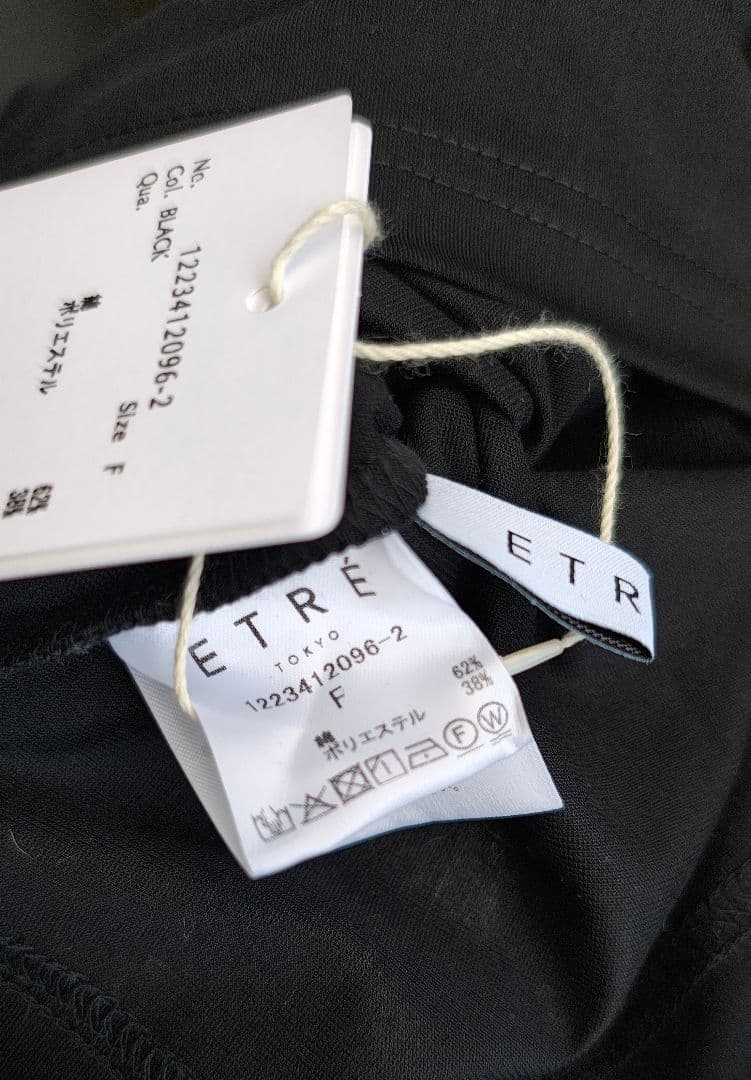 No. 1223412096-2
Col. BLACK Size F
Qua.
綿 62%
ポリエステル 38%
ETR
ETRÉ
TOKYO
1223412096-2
F
綿 62%
ポリエステル 38%
F W